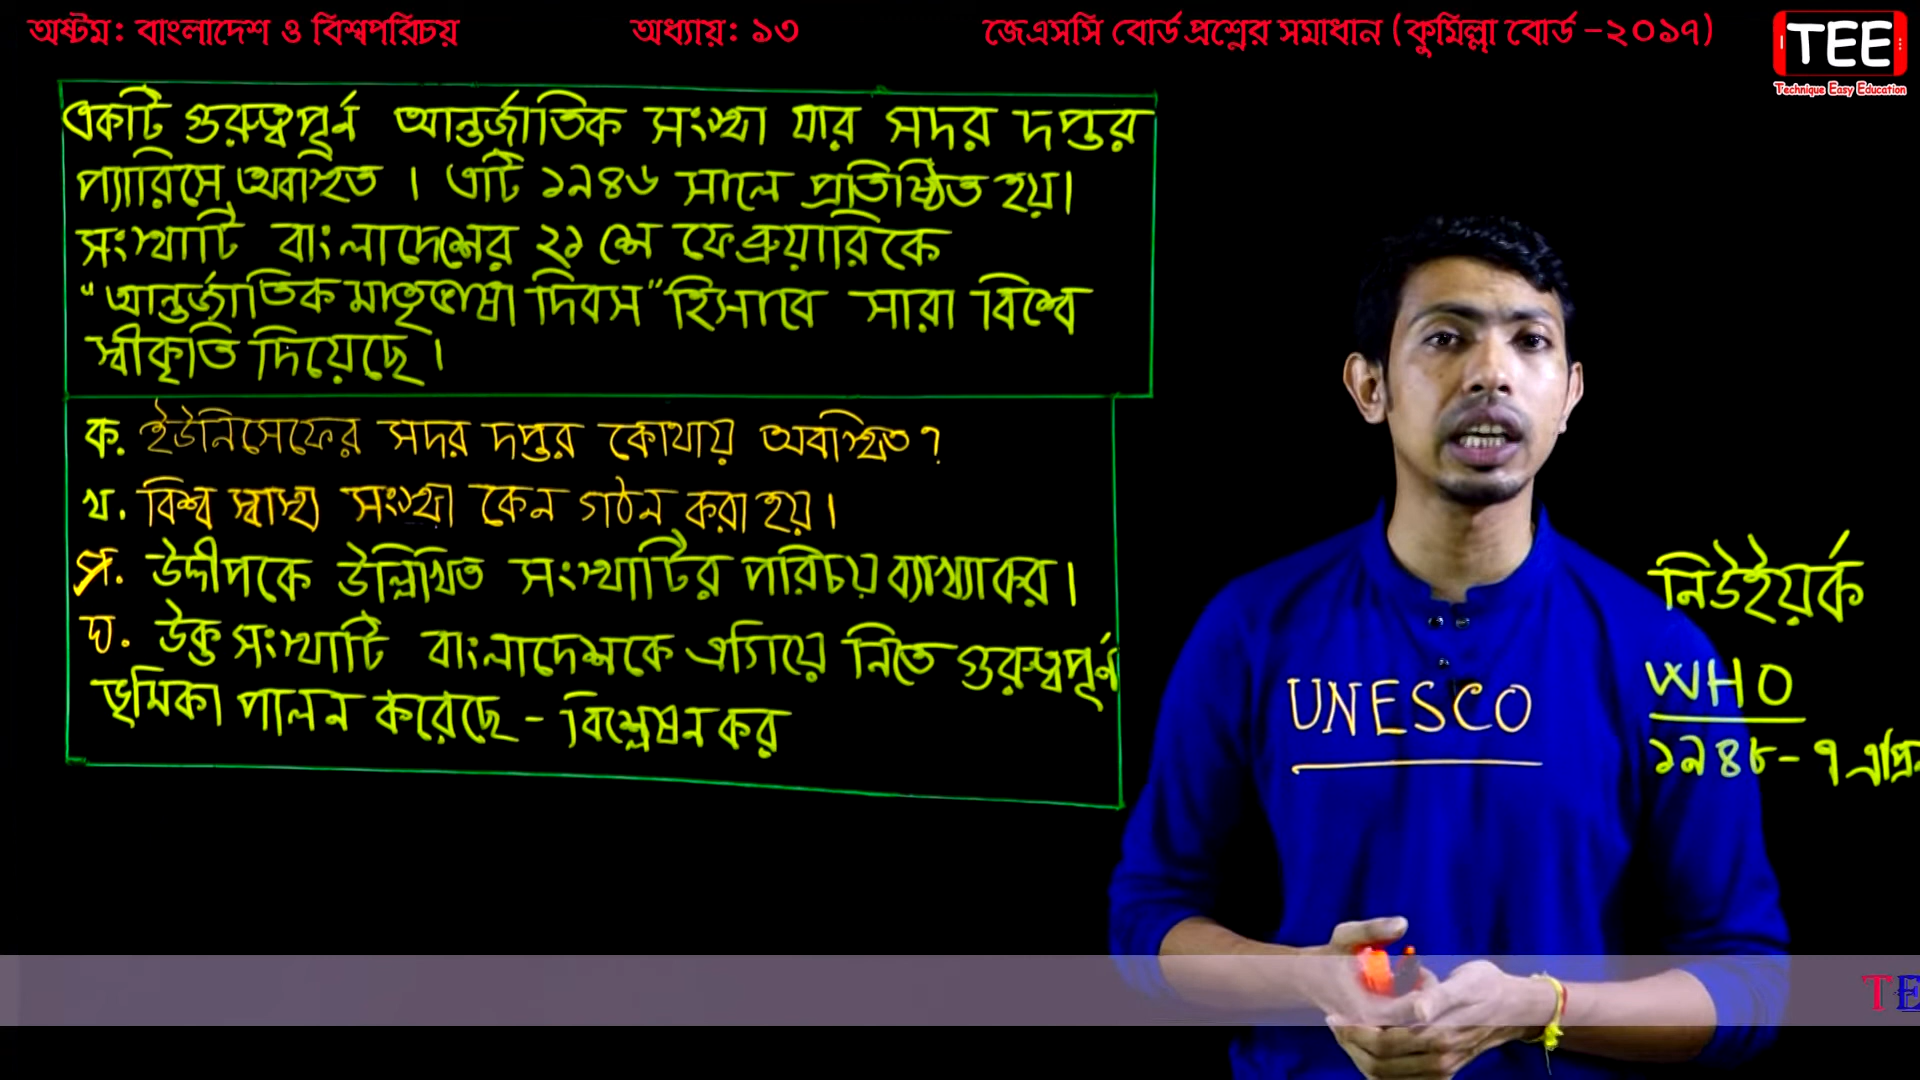 অষ্টম: বাংলাদেশ ও বিশ্বপরিচয় অধ্যায়: ১৩ জেএসসি বোর্ড প্রশ্নের সমাধান (কুমিল্লা বোর্ড -২০১৭)
TEE
Technique Easy Education
একটি গুরুত্বপূর্ন আন্তর্জাতিক সংস্থা যার সদর দপ্তর
প্যারিসে অবস্থিত । এটি ১৯৪৬ সালে প্রতিষ্ঠিত হয়।
সংস্থাটি বাংলাদেশের ২১ শে ফেব্রুয়ারিকে
"আন্তর্জাতিক মাতৃভাষা দিবস" হিসাবে সারা বিশ্বে
স্বীকৃতি দিয়েছে ।
ক. ইউনিসেফের সদর দপ্তর কোথায় অবস্থিত ?
খ. বিশ্ব স্বাস্থ্য সংস্থা কেন গঠন করা হয় ।
গ. উদ্দীপকে উল্লিখিত সংস্থাটির পরিচয় ব্যাখ্যা কর ।
ঘ. উক্ত সংস্থাটি বাংলাদেশকে এগিয়ে নিতে গুরুত্বপূর্ন
ভূমিকা পালন করেছে - বিশ্লেষন কর
নিউইয়র্ক
UNESCO
WHO
১৯৪৮ - ৭ এপ্রি
TE